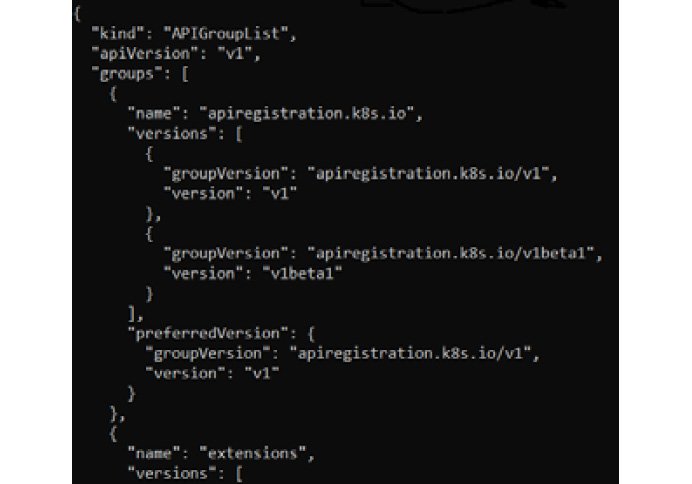 {
  "kind": "APIGroupList",
  "apiVersion": "v1",
  "groups": [
    {
      "name": "apiregistration.k8s.io",
      "versions": [
        {
          "groupVersion": "apiregistration.k8s.io/v1",
          "version": "v1"
        },
        {
          "groupVersion": "apiregistration.k8s.io/v1beta1",
          "version": "v1beta1"
        }
      ],
      "preferredVersion": {
        "groupVersion": "apiregistration.k8s.io/v1",
        "version": "v1"
      }
    },
    {
      "name": "extensions",
      "versions": [